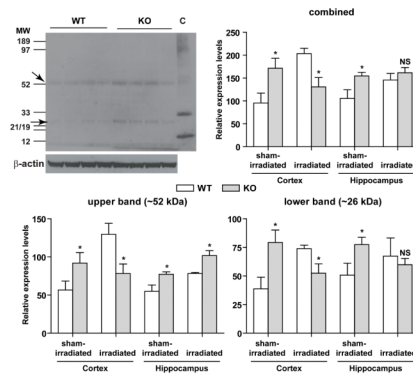 WT KO C
MW
189
97
52
33
21/19
12
β-actin
combined
Relative expression levels
250
200
150
100
50
0
* * * NS
sham-irradiated irradiated sham-irradiated irradiated
Cortex Hippocampus
WT KO
upper band (~52 kDa)
Relative expression levels
150
100
50
0
* * * *
sham-irradiated irradiated sham-irradiated irradiated
Cortex Hippocampus
lower band (~26 kDa)
100
75
50
25
0
* * * NS
sham-irradiated irradiated sham-irradiated irradiated
Cortex Hippocampus